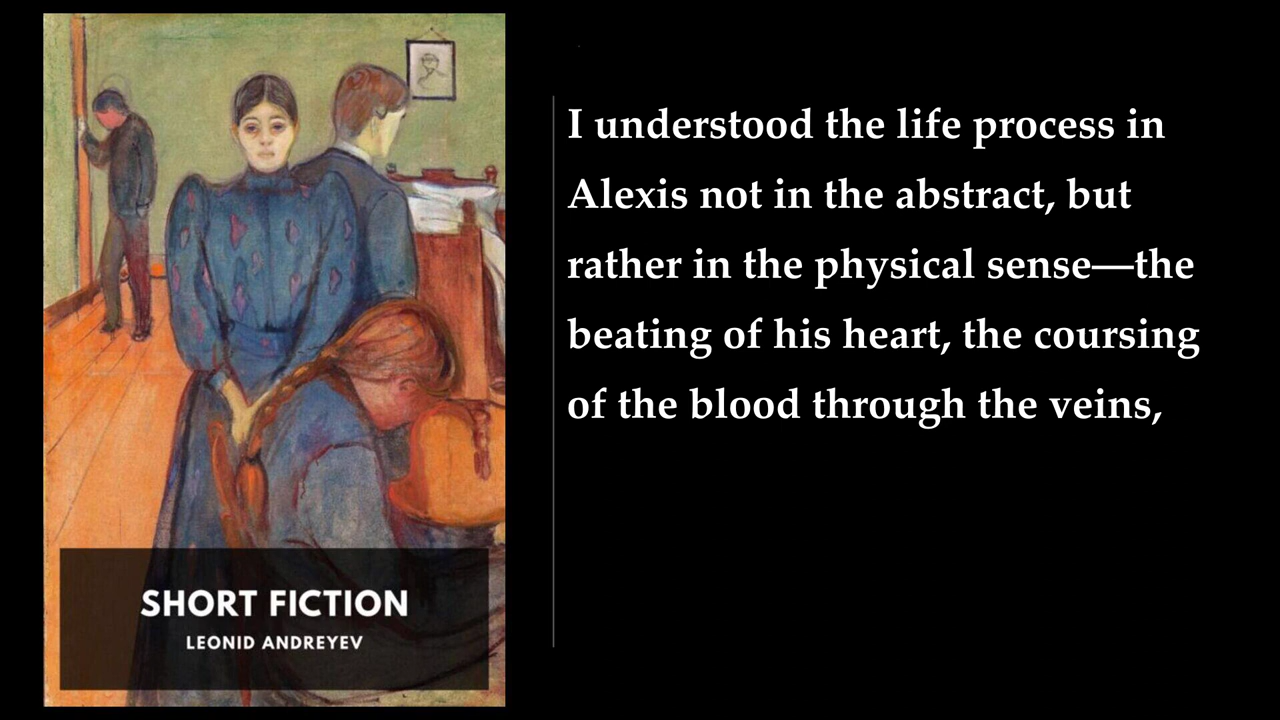 SHORT FICTION
LEONID ANDREYEV
I understood the life process in
Alexis not in the abstract, but
rather in the physical sense—the
beating of his heart, the coursing
of the blood through the veins,